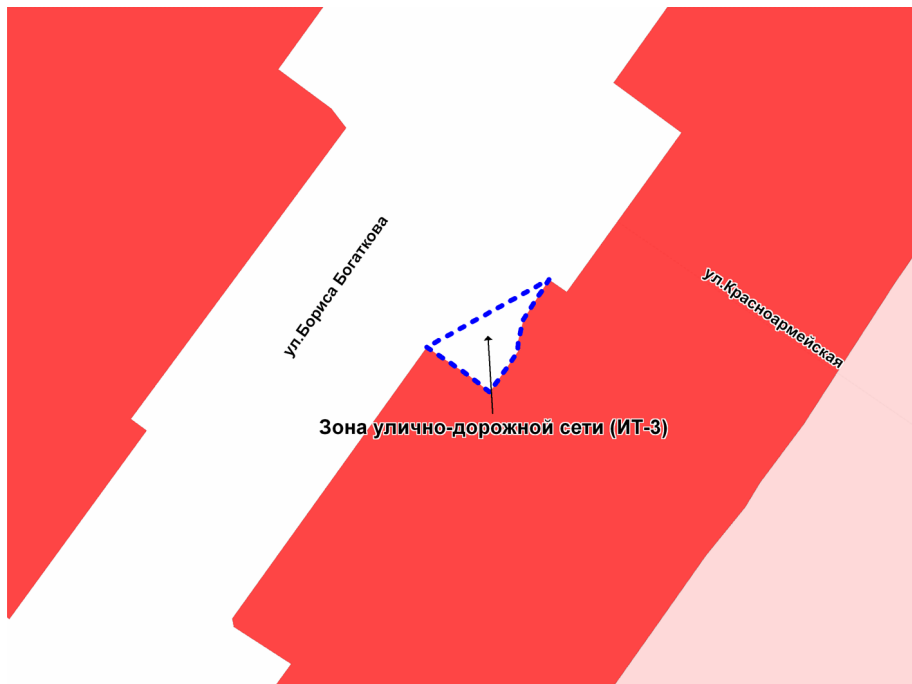 ул.Бориса Богаткова
ул.Красноармейская
Зона улично-дорожной сети (ИТ-3)